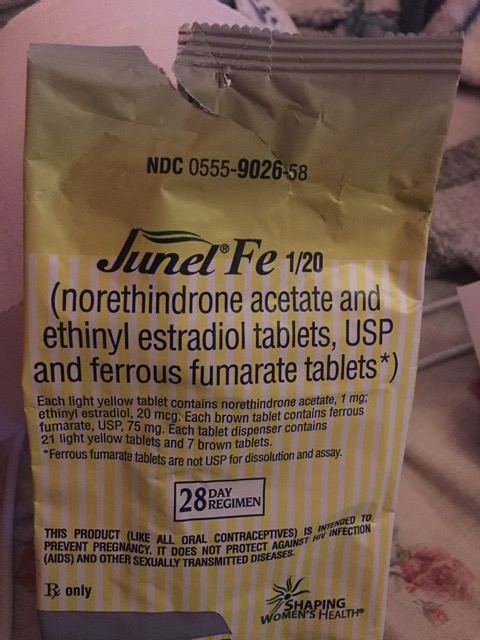 NDC 0555-9026-58
Junel® Fe 1/20
(norethindrone acetate and
ethinyl estradiol tablets, USP
and ferrous fumarate tablets*)
Each light yellow tablet contains norethindrone acetate, 1 mg;
ethinyl estradiol, 20 mcg. Each brown tablet contains ferrous
fumarate, USP, 75 mg. Each tablet dispenser contains
21 light yellow tablets and 7 brown tablets.
*Ferrous fumarate tablets are not USP for dissolution and assay.
28 DAY
REGIMEN
THIS PRODUCT (LIKE ALL ORAL CONTRACEPTIVES) IS INTENDED TO
PREVENT PREGNANCY. IT DOES NOT PROTECT AGAINST HIV INFECTION
(AIDS) AND OTHER SEXUALLY TRANSMITTED DISEASES.
℞ only
SHAPING
WOMEN'S HEALTH®